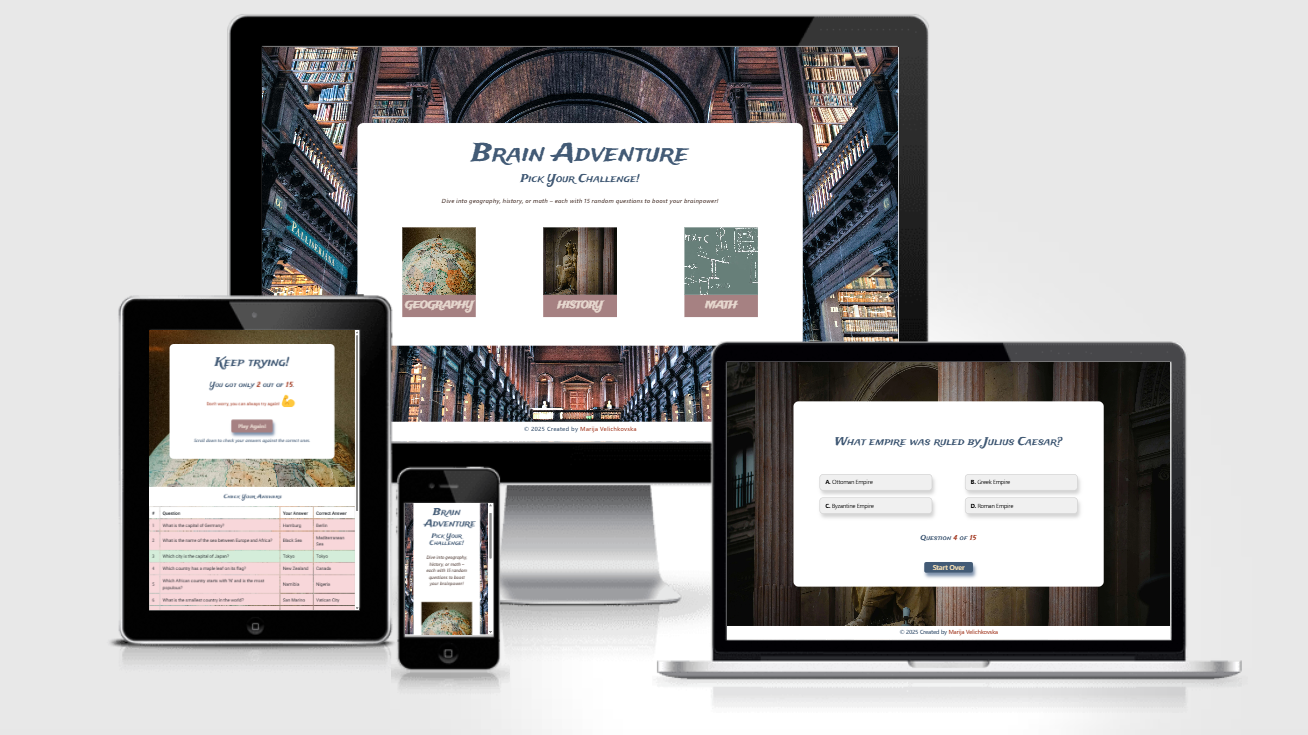 Brain Adventure
Pick Your Challenge!
Dive into geography, history, or math – each with 15 random questions to boost your brainpower!
GEOGRAPHY
HISTORY
MATH
PALLISERIANA
© 2025 Created by Marija Velichkovska
Keep trying!
You got only 2 out of 15.
Don't worry, you can always try again! 💪
Play Again!
Scroll down to check your answers against the correct ones.
Check Your Answers
# Question Your Answer Correct Answer
1 What is the capital of Germany? Hamburg Berlin
2 What is the name of the sea between Europe and Africa? Black Sea Mediterranean
Sea
3 Which city is the capital of Japan? Tokyo Tokyo
4 Which country has a maple leaf on its flag? New Zealand Canada
5 Which African country starts with 'N' and is the most
populous? Namibia Nigeria
6 What is the smallest country in the world? San Marino Vatican City
Brain
Adventure
Pick Your
Challenge!
Dive into geography,
history, or math –
each with 15 random
questions to boost
your brainpower!
What empire was ruled by Julius Caesar?
A. Ottoman Empire
B. Greek Empire
C. Byzantine Empire
D. Roman Empire
Question 4 of 15
Start Over
© 2025 Created by Marija Velichkovska